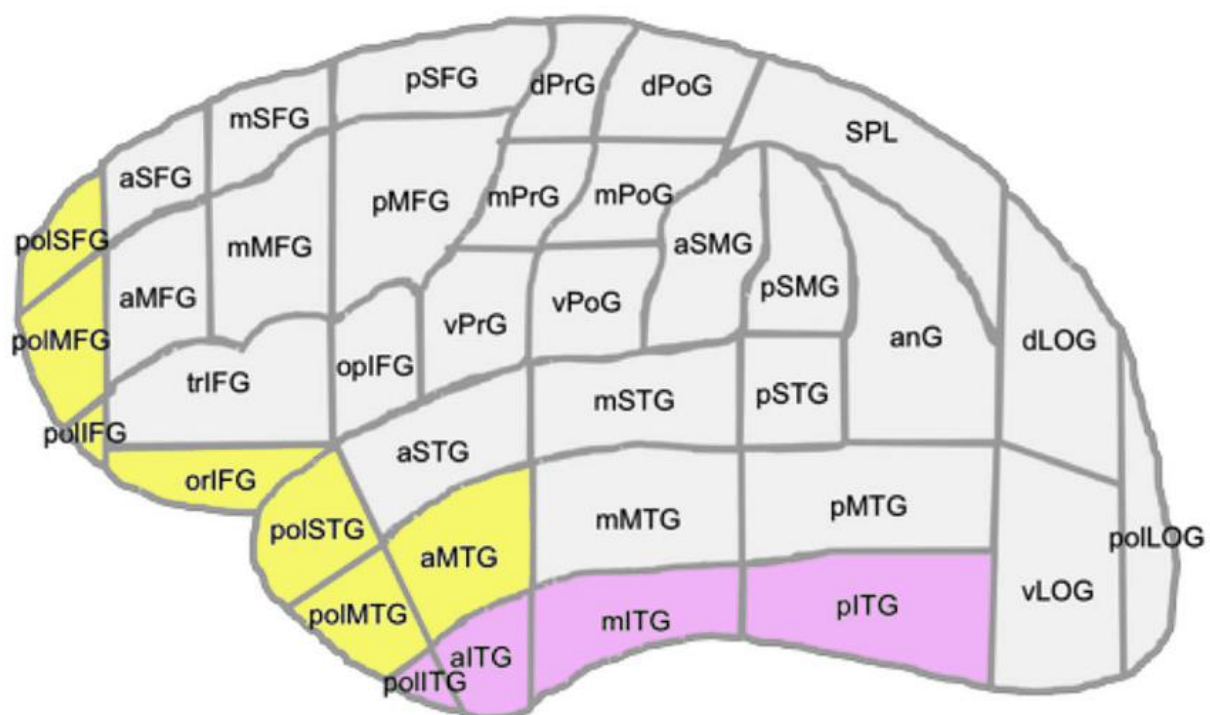 pSFG
dPrG
dPoG
mSFG
SPL
aSFG
pMFG
mPrG
mPoG
polSFG
mMFG
aSMG
aMFG
pSMG
vPoG
vPrG
polMFG
anG
dLOG
opIFG
trIFG
pSTG
mSTG
polIFG
aSTG
orIFG
pMTG
mMTG
polSTG
polLOG
aMTG
vLOG
pITG
polMTG
mITG
aITG
polITG